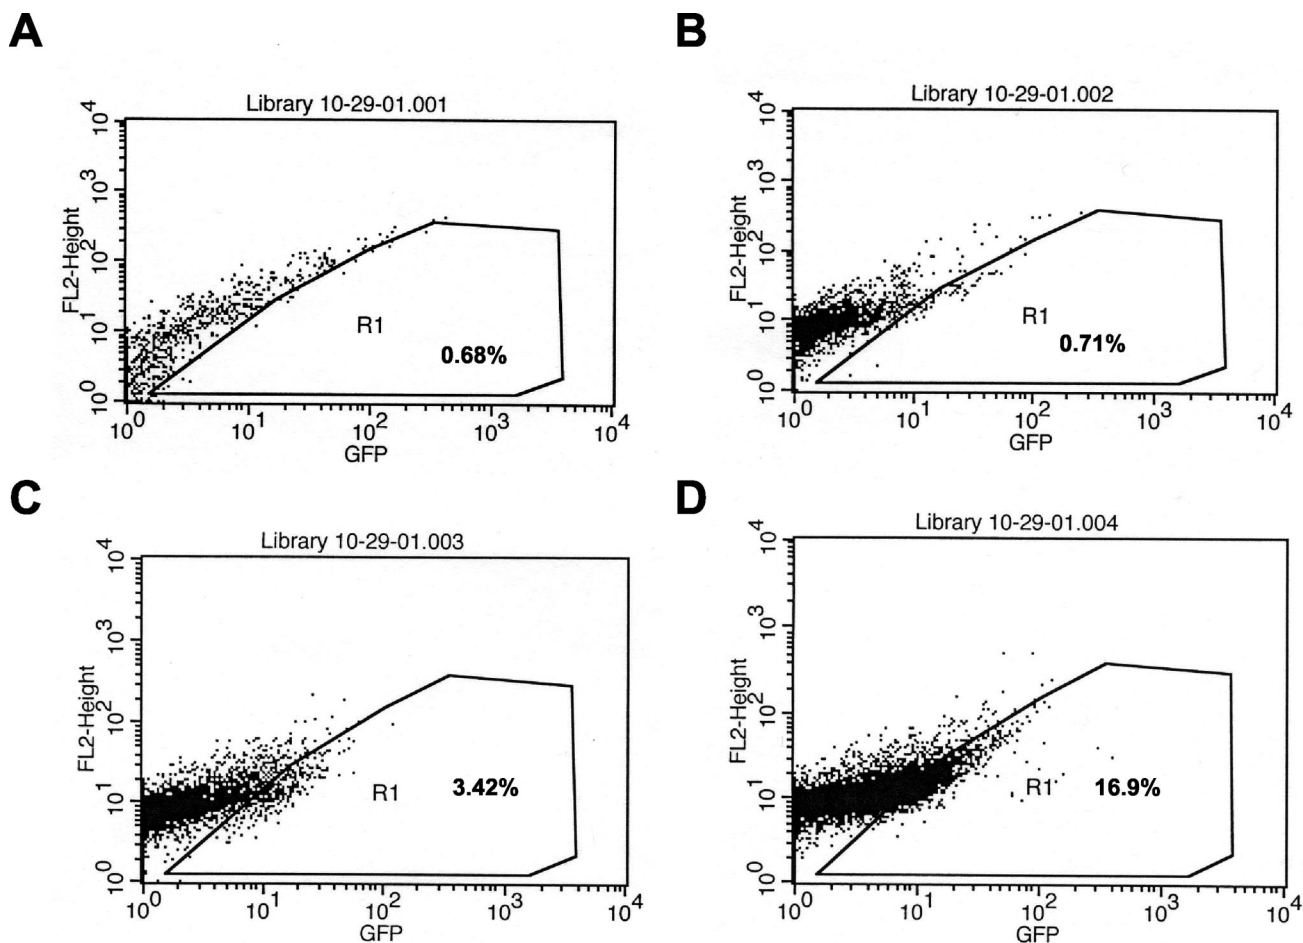 A
Library 10-29-01.001
FL2-Height
10^4
10^3
10^2
10^1
10^0
R1
0.68%
10^0 10^1 10^2 10^3 10^4
GFP
B
Library 10-29-01.002
FL2-Height
10^4
10^3
10^2
10^1
10^0
R1
0.71%
10^0 10^1 10^2 10^3 10^4
GFP
C
Library 10-29-01.003
FL2-Height
10^4
10^3
10^2
10^1
10^0
R1
3.42%
10^0 10^1 10^2 10^3 10^4
GFP
D
Library 10-29-01.004
FL2-Height
10^4
10^3
10^2
10^1
10^0
R1
16.9%
10^0 10^1 10^2 10^3 10^4
GFP